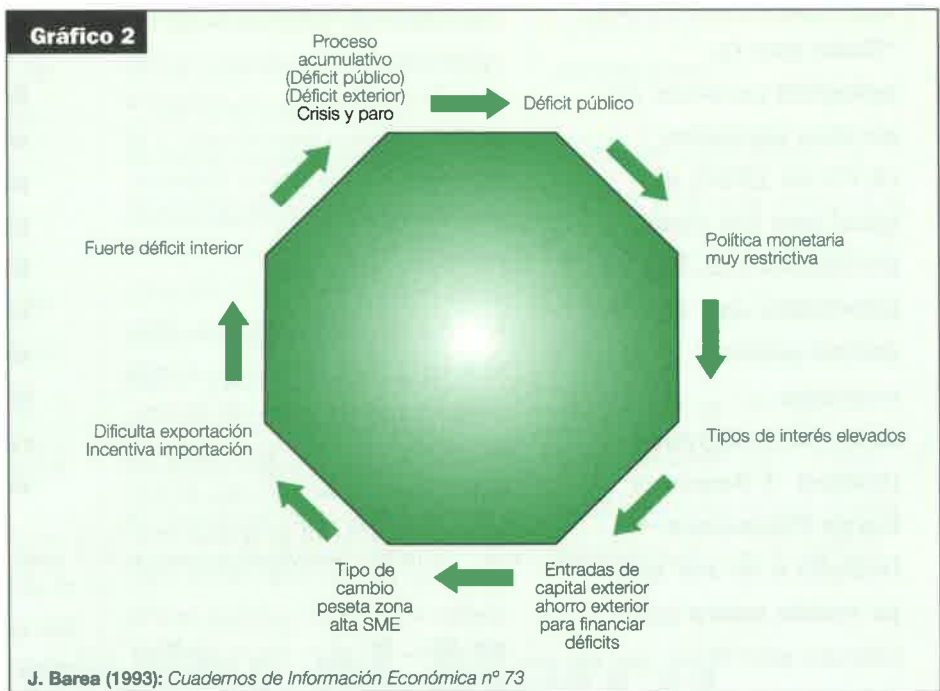 Gráfico 2
Proceso
acumulativo
(Déficit público)
(Déficit exterior)
Crisis y paro
Déficit público
Política monetaria
muy restrictiva
Tipos de interés elevados
Entradas de
capital exterior
ahorro exterior
para financiar
déficits
Tipo de
cambio
peseta zona
alta SME
Dificulta exportación
Incentiva importación
Fuerte déficit interior
J. Barea (1993): Cuadernos de Información Económica nº 73